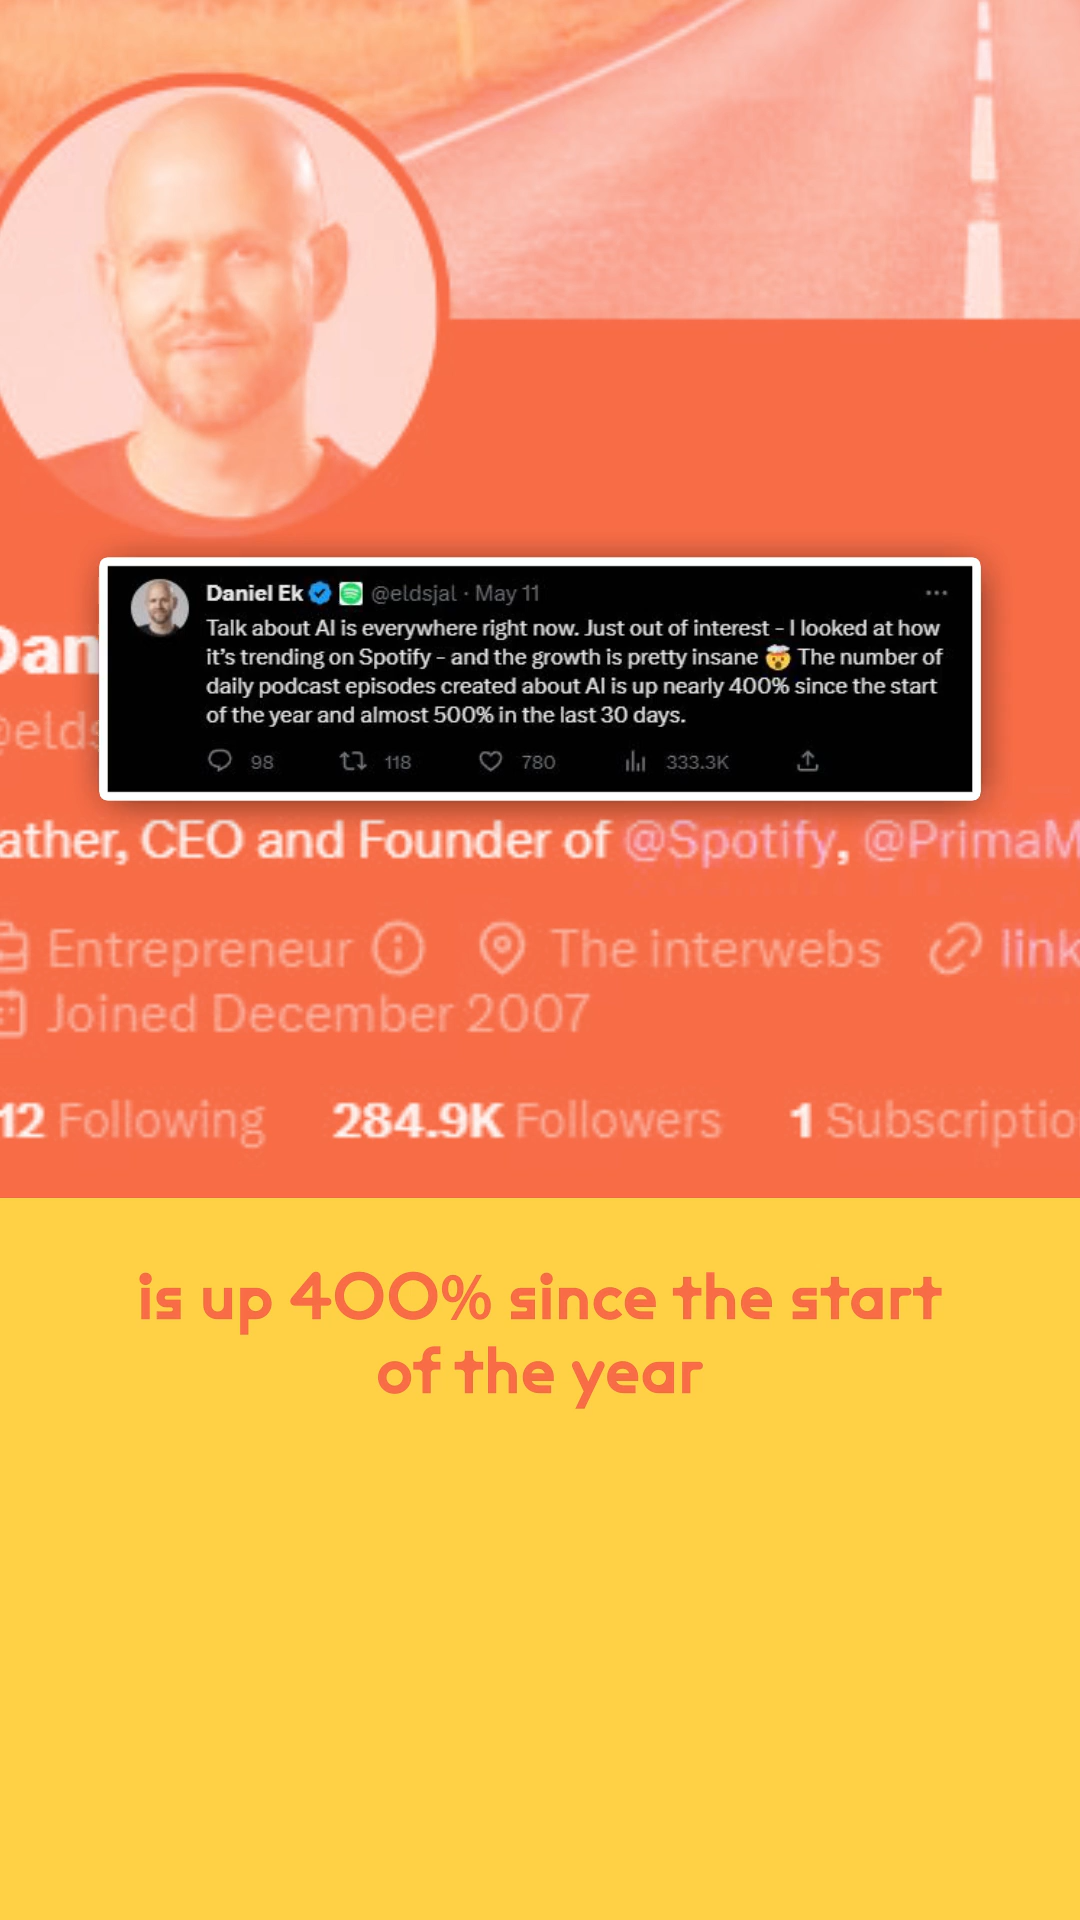 Daniel Ek @eldsjal · May 11
Talk about AI is everywhere right now. Just out of interest - I looked at how
it's trending on Spotify - and the growth is pretty insane 🤯 The number of
daily podcast episodes created about AI is up nearly 400% since the start
of the year and almost 500% in the last 30 days.
98 118 780 333.3K
Dan
@elds
ather, CEO and Founder of @Spotify, @PrimaM
Entrepreneur The interwebs link
Joined December 2007
12 Following 284.9K Followers 1 Subscriptio
is up 400% since the start
of the year